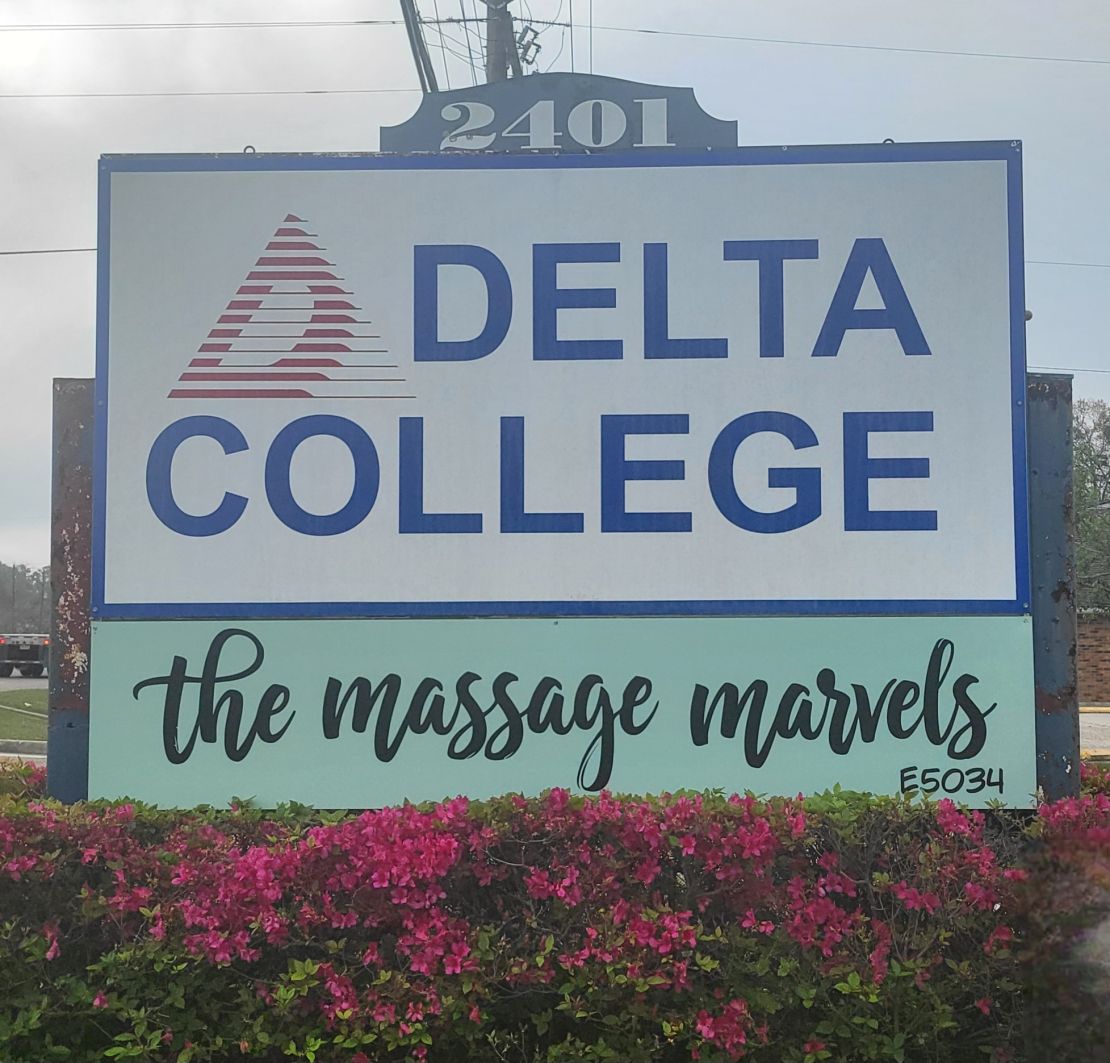 2401
DELTA
COLLEGE
the massage marvels
E5034